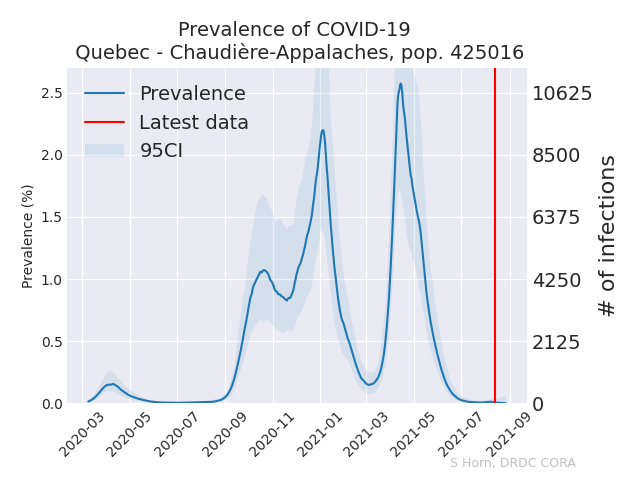 Prevalence of COVID-19
Quebec - Chaudière-Appalaches, pop. 425016
Prevalence
Latest data
95CI
Prevalence (%)
2.5
2.0
1.5
1.0
0.5
0.0
10625
8500
6375
4250
2125
0
# of infections
2020-03
2020-05
2020-07
2020-09
2020-11
2021-01
2021-03
2021-05
2021-07
2021-09
S Horn, DRDC CORA